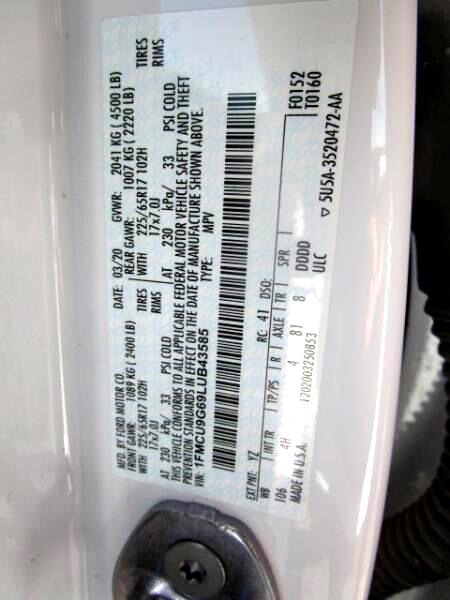 MFD. BY FORD MOTOR CO.
DATE: 03/20 GVWR: 2041 KG ( 4500 LB)
FRONT GAWR: 1089 KG ( 2400 LB) REAR GAWR: 1007 KG ( 2220 LB)
225/65R17 102H TIRES WITH 225/65R17 102H TIRES
17x7.0J RIMS 17x7.0J RIMS
AT 230 kPa/ 33 PSI COLD AT 230 kPa/ 33 PSI COLD
THIS VEHICLE CONFORMS TO ALL APPLICABLE FEDERAL MOTOR VEHICLE SAFETY AND THEFT
PREVENTION STANDARDS IN EFFECT ON THE DATE OF MANUFACTURE SHOWN ABOVE.
VIN: 1FMCU9G69LUB43585 TYPE: MPV
EXT PNT: YZ RC: 41 DSO: F0152
WB INT TR TP/PS R AXLE TR SPR T0160
106 4H 4 81 8 DDDD
MADE IN U.S.A. 1202003250853 ULC ▽ 5U5A-3520472-AA